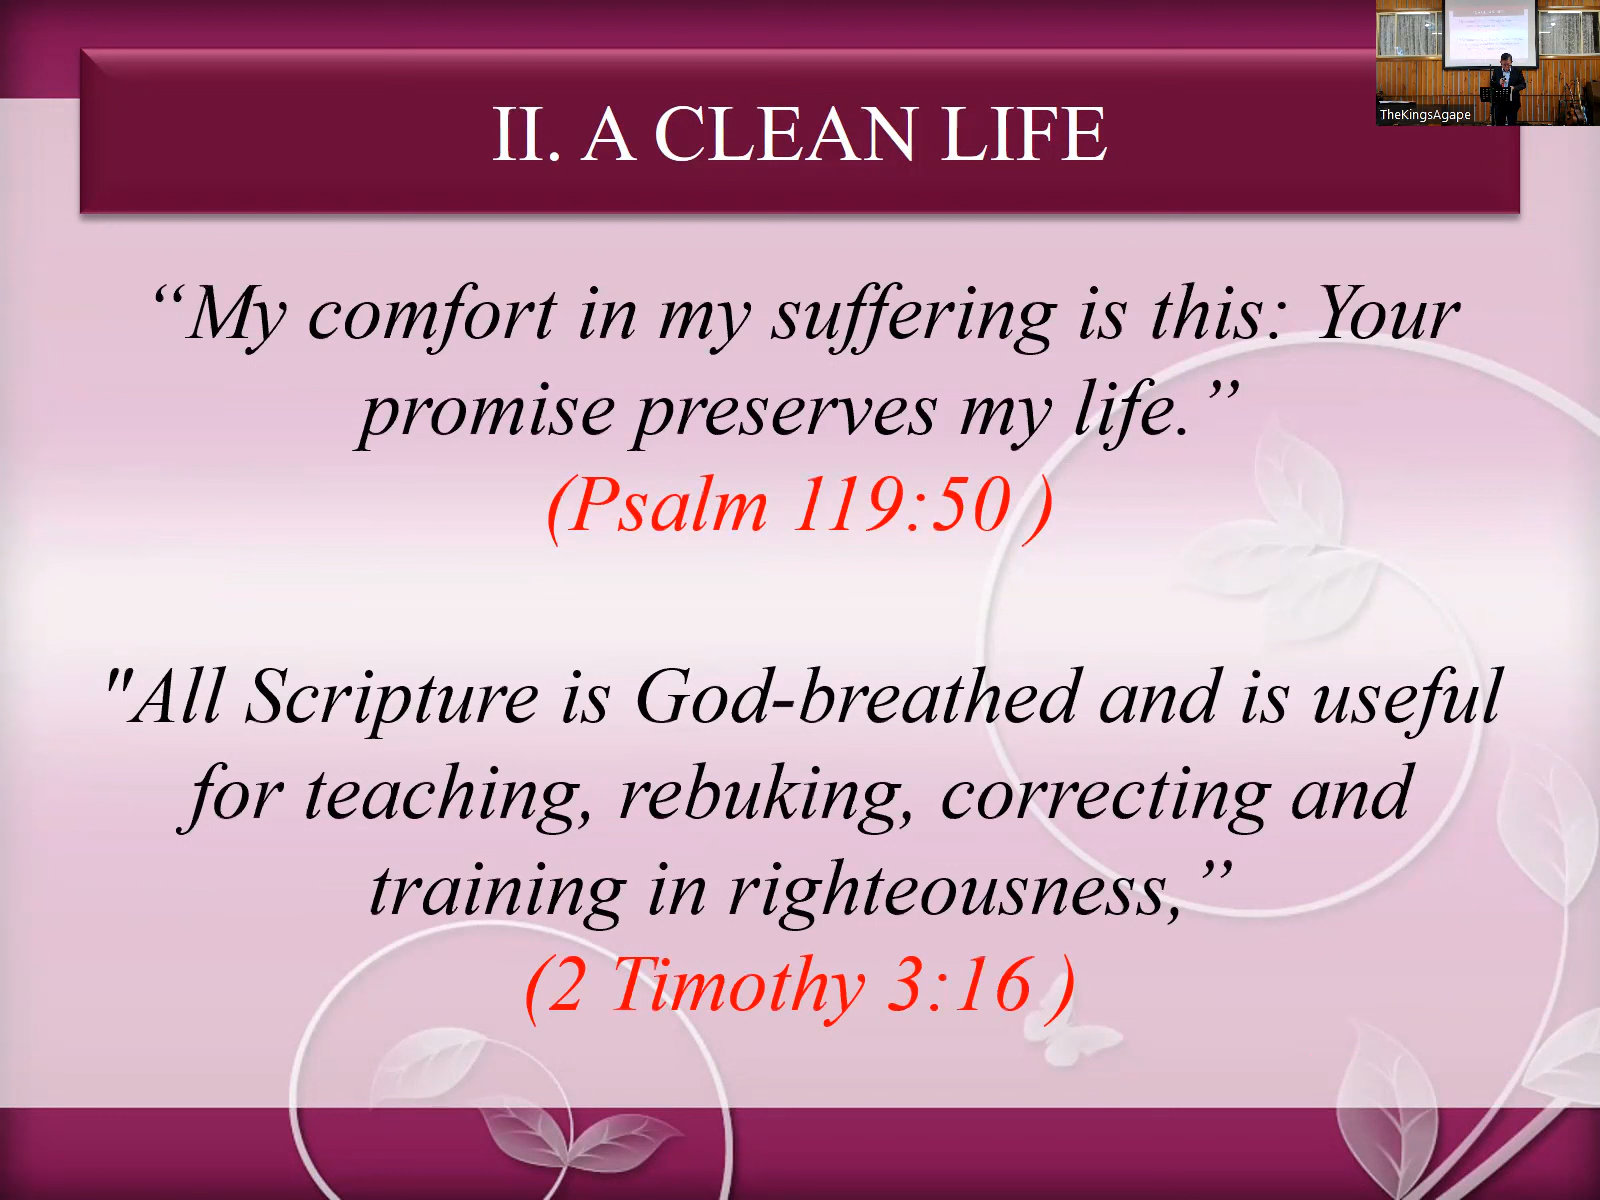 II. A CLEAN LIFE
TheKingsAgape
“My comfort in my suffering is this: Your
promise preserves my life.”
(Psalm 119:50 )
"All Scripture is God-breathed and is useful
for teaching, rebuking, correcting and
training in righteousness,”
(2 Timothy 3:16 )